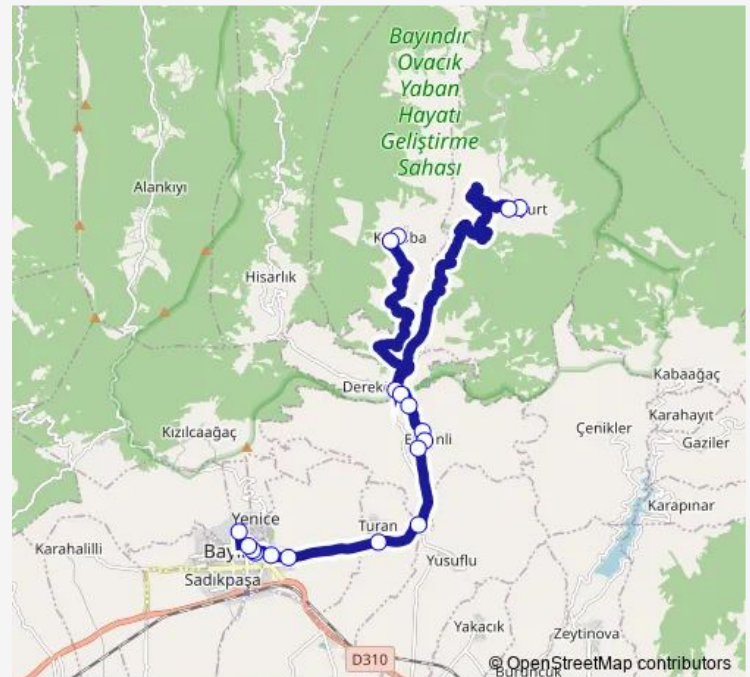 Bayındır
Ovacık
Yaban
Hayatı
Geliştirme
Sahası
Alankıyı
Hisarlık
Kabaağaç
Karahayıt
Çenikler
Gaziler
Kızılcaağaç
Karapınar
Yenice
Turan
Karahalilli
Yusuflu
Sadıkpaşa
Yakacık
Zeytinova
D310
© OpenStreetMap contributors